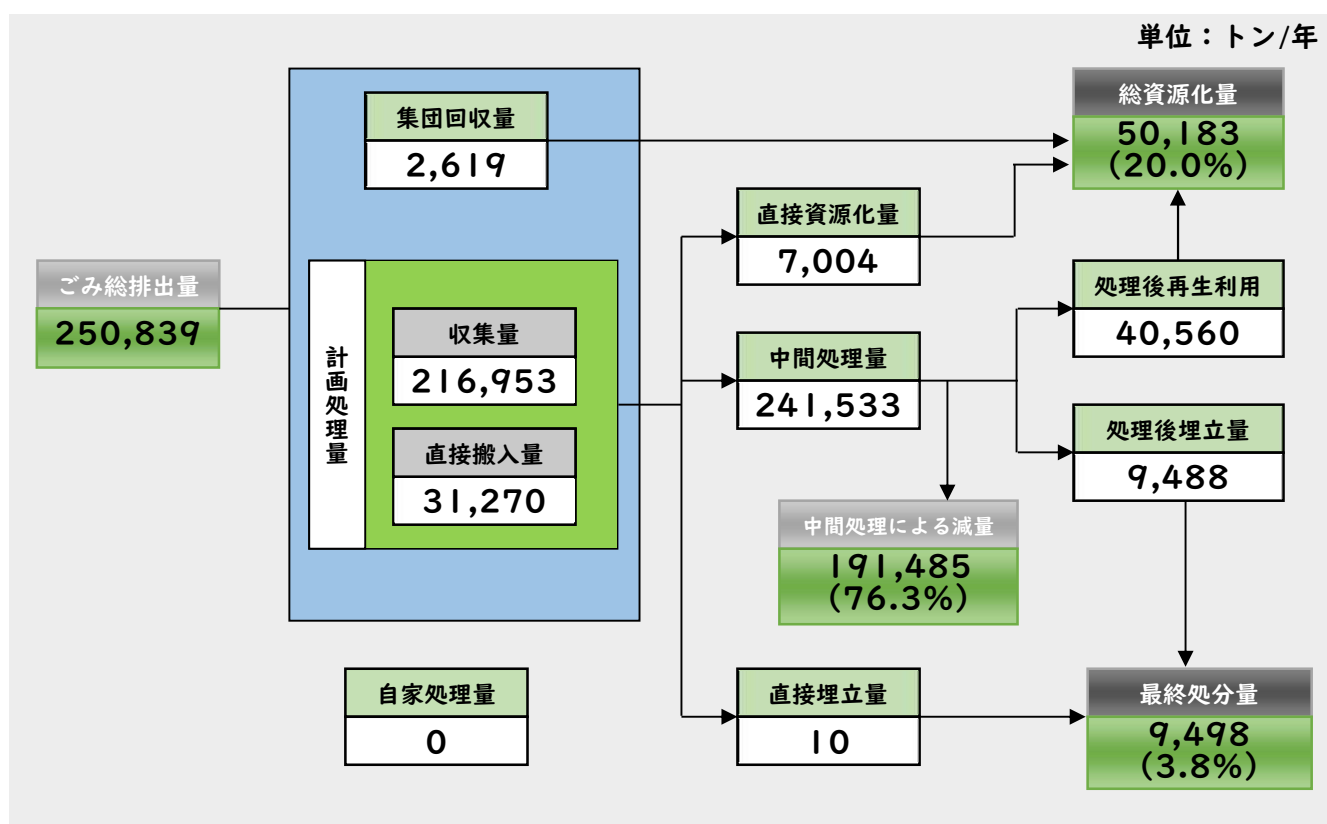 単位：トン/年
総資源化量
50,183
(20.0%)
集団回収量
2,619
直接資源化量
7,004
ごみ総排出量
250,839
計画処理量
収集量
216,953
直接搬入量
31,270
中間処理量
241,533
処理後再生利用
40,560
処理後埋立量
9,488
中間処理による減量
191,485
(76.3%)
自家処理量
0
直接埋立量
10
最終処分量
9,498
(3.8%)